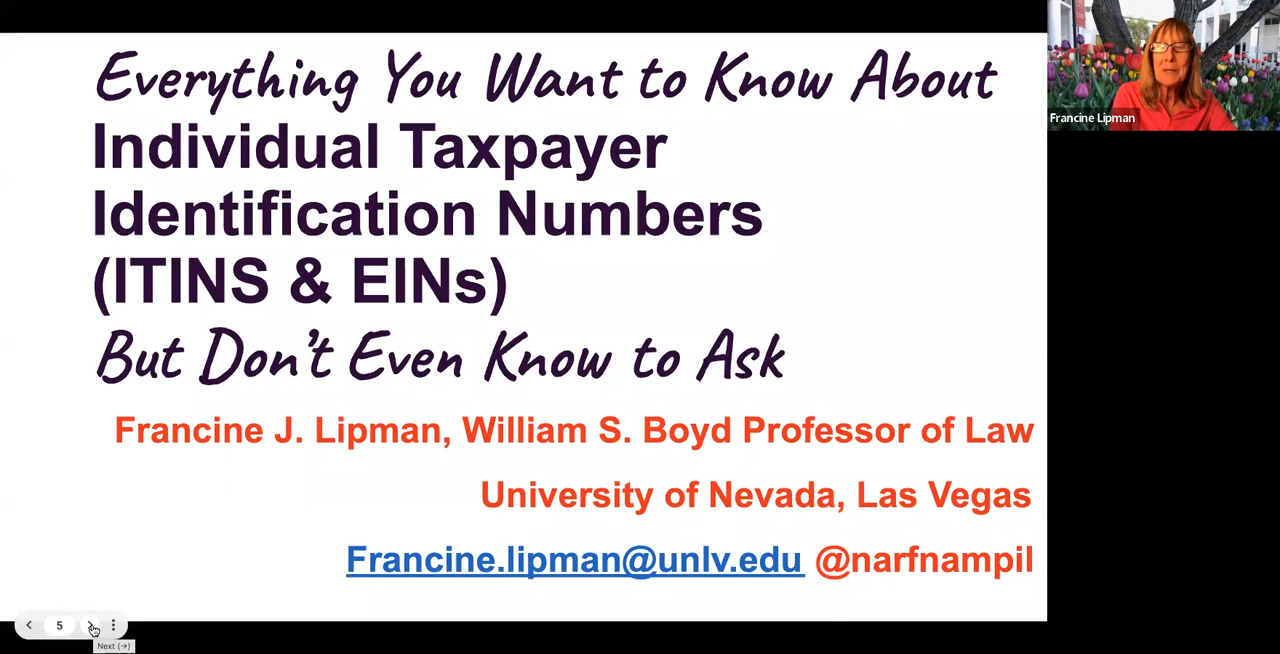 Everything You Want to Know About
Individual Taxpayer
Identification Numbers
(ITINS & EINs)
But Don't Even Know to Ask
Francine J. Lipman, William S. Boyd Professor of Law
University of Nevada, Las Vegas
Francine.lipman@unlv.edu @narfnampil
Francine Lipman
5
Next (→)